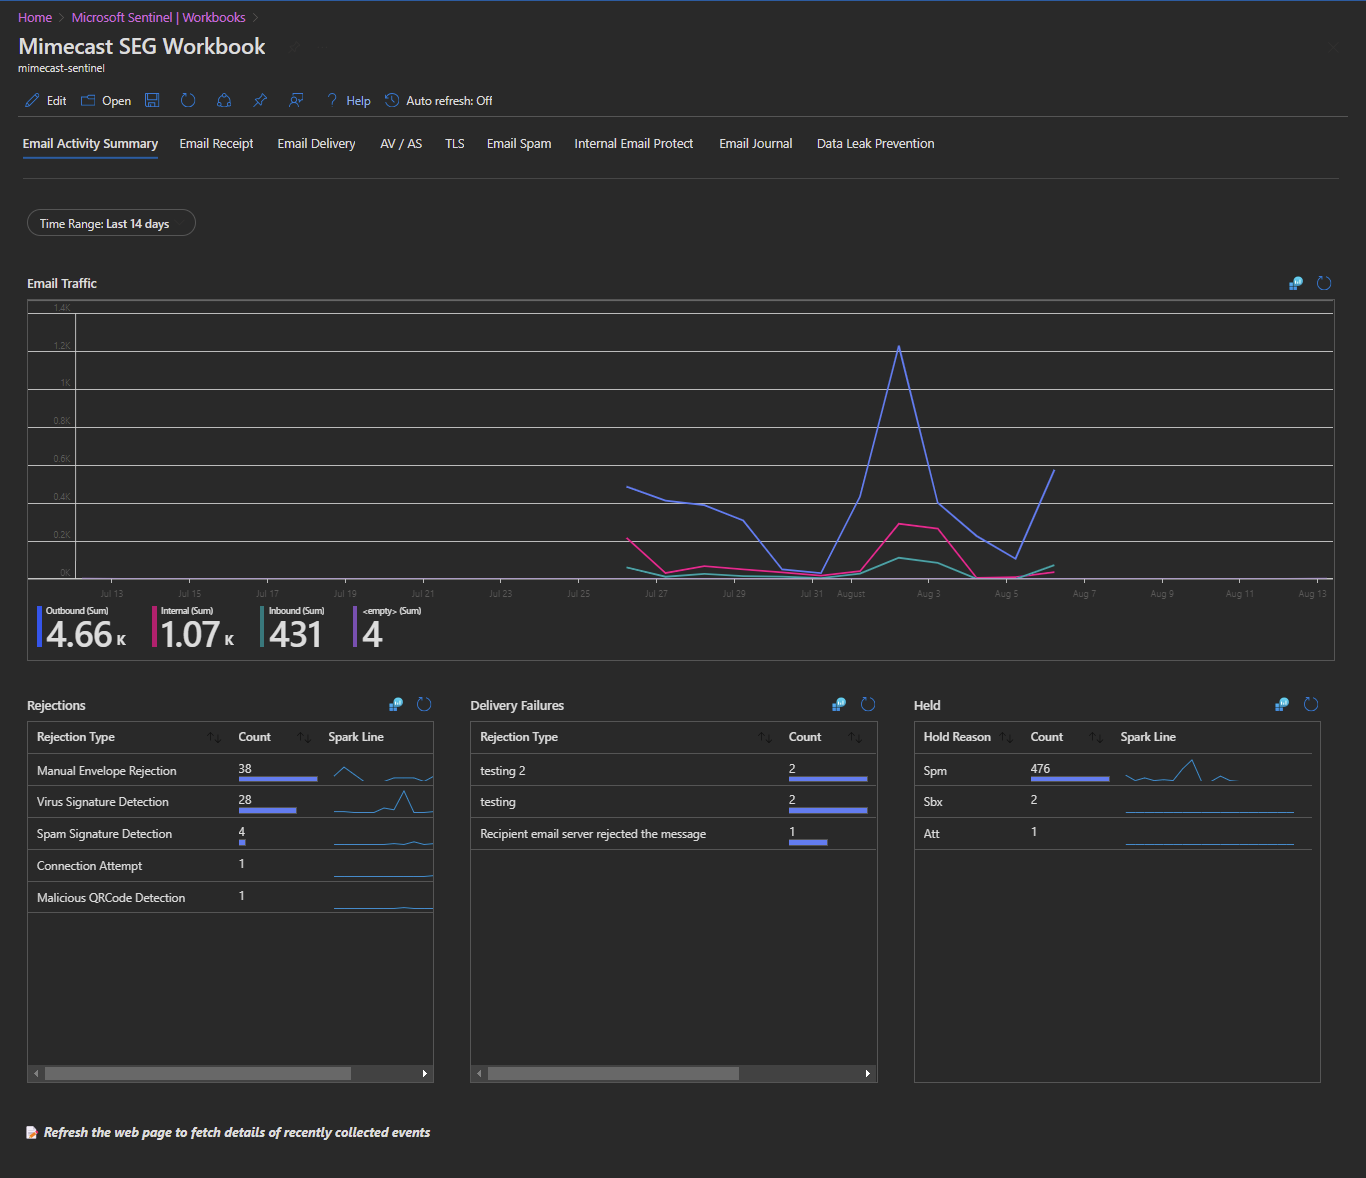 Home > Microsoft Sentinel | Workbooks >
Mimecast SEG Workbook
mimecast-sentinel
Edit Open Help Auto refresh: Off
Email Activity Summary Email Receipt Email Delivery AV / AS TLS Email Spam Internal Email Protect Email Journal Data Leak Prevention
Time Range: Last 14 days
Email Traffic
1.4K
1.2K
1K
0.8K
0.6K
0.4K
0.2K
0K
Jul 13 Jul 15 Jul 17 Jul 19 Jul 21 Jul 23 Jul 25 Jul 27 Jul 29 Jul 31 August Aug 3 Aug 5 Aug 7 Aug 9 Aug 11 Aug 13
Outbound (Sum) Internal (Sum) Inbound (Sum) <empty> (Sum)
4.66 K 1.07 K 431 4
Rejections
Rejection Type Count Spark Line
Manual Envelope Rejection 38
Virus Signature Detection 28
Spam Signature Detection 4
Connection Attempt 1
Malicious QRCode Detection 1
Delivery Failures
Rejection Type Count
testing 2 2
testing 2
Recipient email server rejected the message 1
Held
Hold Reason Count Spark Line
Spm 476
Sbx 2
Att 1
Refresh the web page to fetch details of recently collected events